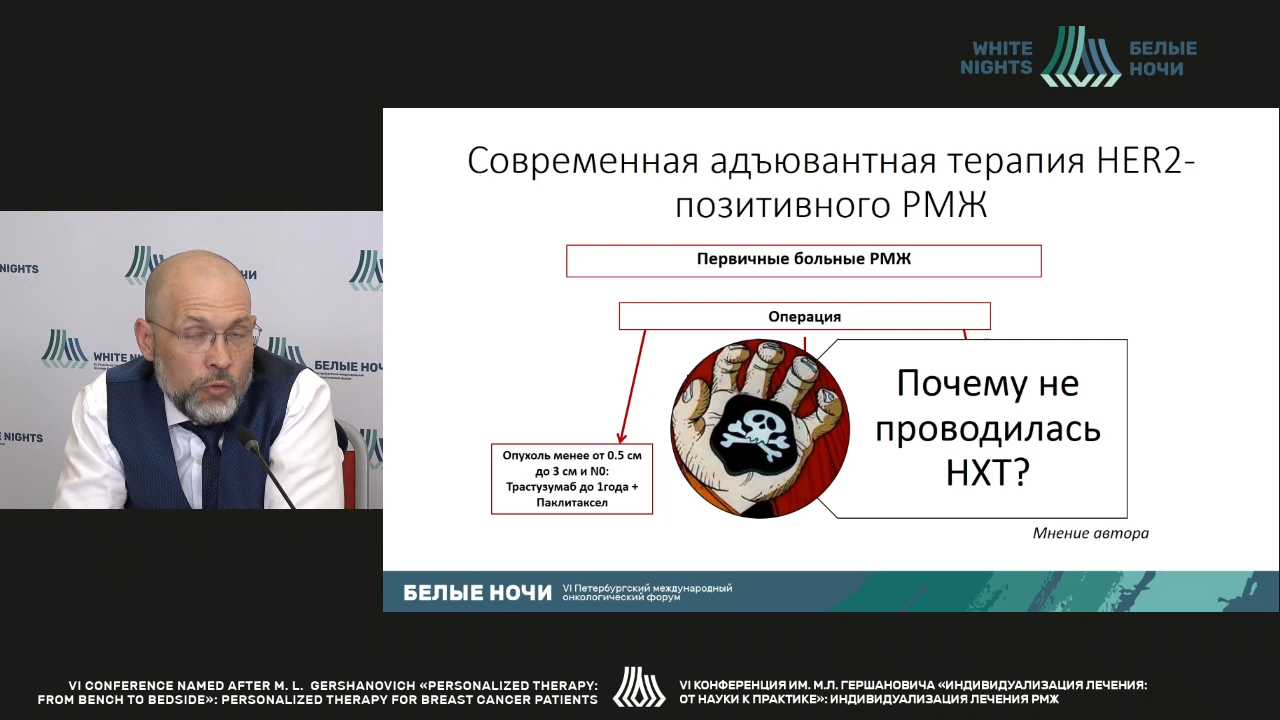 WHITE
NIGHTS
БЕЛЫЕ
НОЧИ
Современная адъювантная терапия HER2-
позитивного РМЖ
Первичные больные РМЖ
Операция
Почему не
проводилась
НХТ?
Опухоль менее от 0.5 см
до 3 см и N0:
Трастузумаб до 1года +
Паклитаксел
Мнение автора
NIGHTS
НОЧИ
WHITE
БЕЛЫЕ
НОЧИ
БЕЛЫЕ НОЧИ
VI Петербургский международный
онкологический форум
VI CONFERENCE NAMED AFTER M. L. GERSHANOVICH «PERSONALIZED THERAPY:
FROM BENCH TO BEDSIDE»: PERSONALIZED THERAPY FOR BREAST CANCER PATIENTS
VI КОНФЕРЕНЦИЯ ИМ. М.Л. ГЕРШАНОВИЧА «ИНДИВИДУАЛИЗАЦИЯ ЛЕЧЕНИЯ:
ОТ НАУКИ К ПРАКТИКЕ»: ИНДИВИДУАЛИЗАЦИЯ ЛЕЧЕНИЯ РМЖ